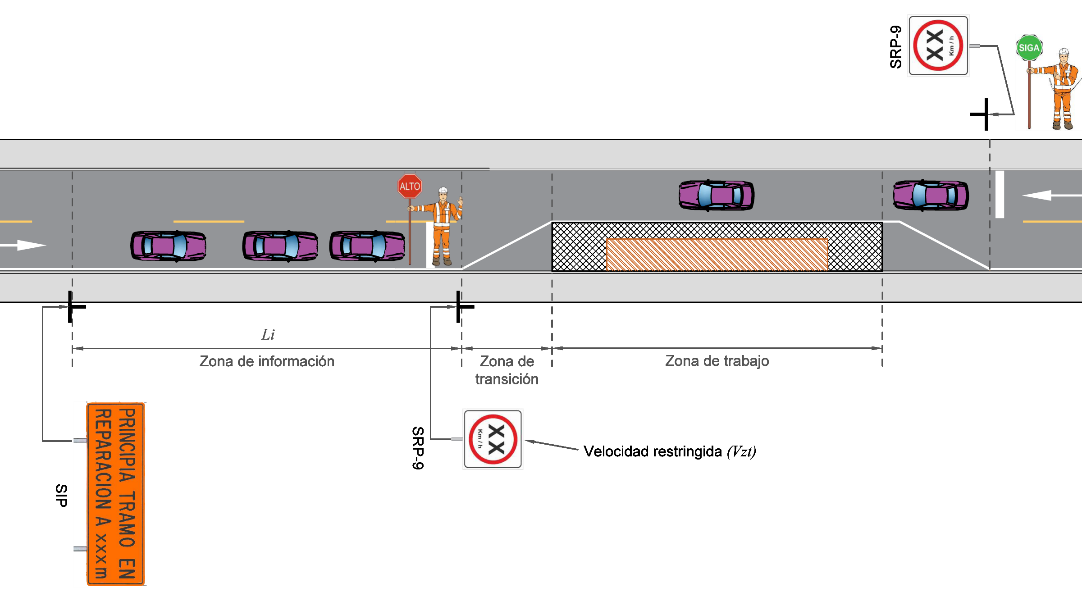 SRP-9
XX
Km/h
SIGA
ALTO
Li
Zona de información
Zona de
transición
Zona de trabajo
PRINCIPIA TRAMO EN
REPARACION A xxx m
SIP
SRP-9
XX
Km/h
Velocidad restringida (Vzt)